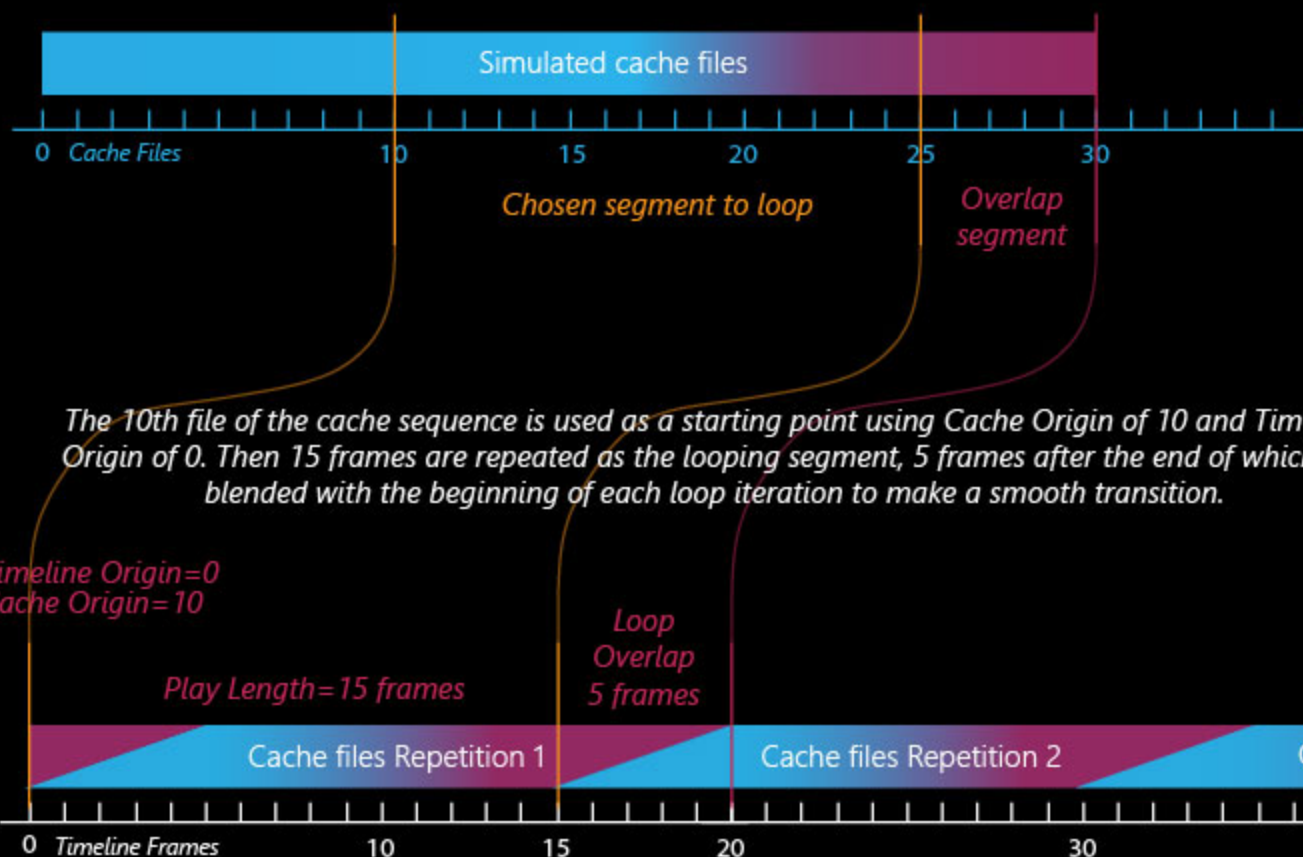 Simulated cache files
0 Cache Files 10 15 20 25 30
Chosen segment to loop
Overlap
segment
The 10th file of the cache sequence is used as a starting point using Cache Origin of 10 and Tim
Origin of 0. Then 15 frames are repeated as the looping segment, 5 frames after the end of whic
blended with the beginning of each loop iteration to make a smooth transition.
imeline Origin=0
ache Origin=10
Loop
Overlap
5 frames
Play Length=15 frames
Cache files Repetition 1
Cache files Repetition 2
0 Timeline Frames 10 15 20 30